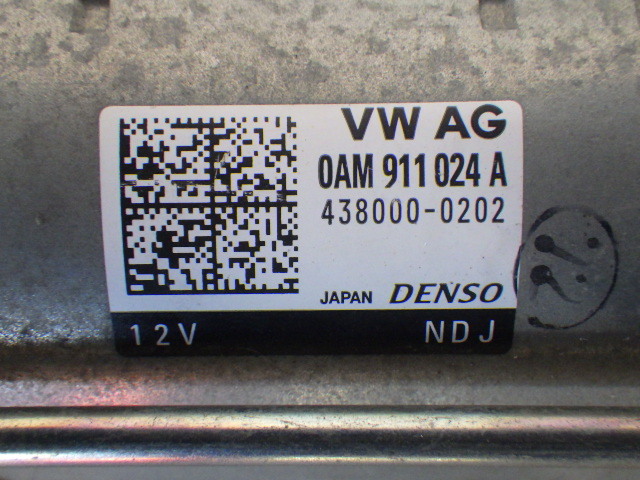 VW AG
0AM 911 024 A
438000-0202
JAPAN DENSO
12V NDJ